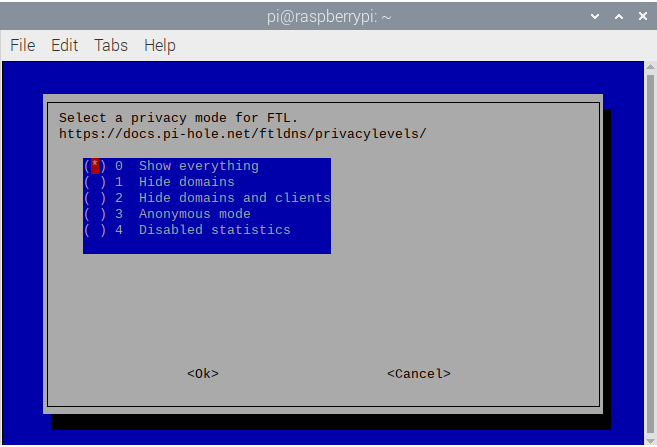 pi@raspberrypi: ~
File Edit Tabs Help
Select a privacy mode for FTL.
https://docs.pi-hole.net/ftldns/privacylevels/
(*) 0 Show everything
( ) 1 Hide domains
( ) 2 Hide domains and clients
( ) 3 Anonymous mode
( ) 4 Disabled statistics
<Ok> <Cancel>